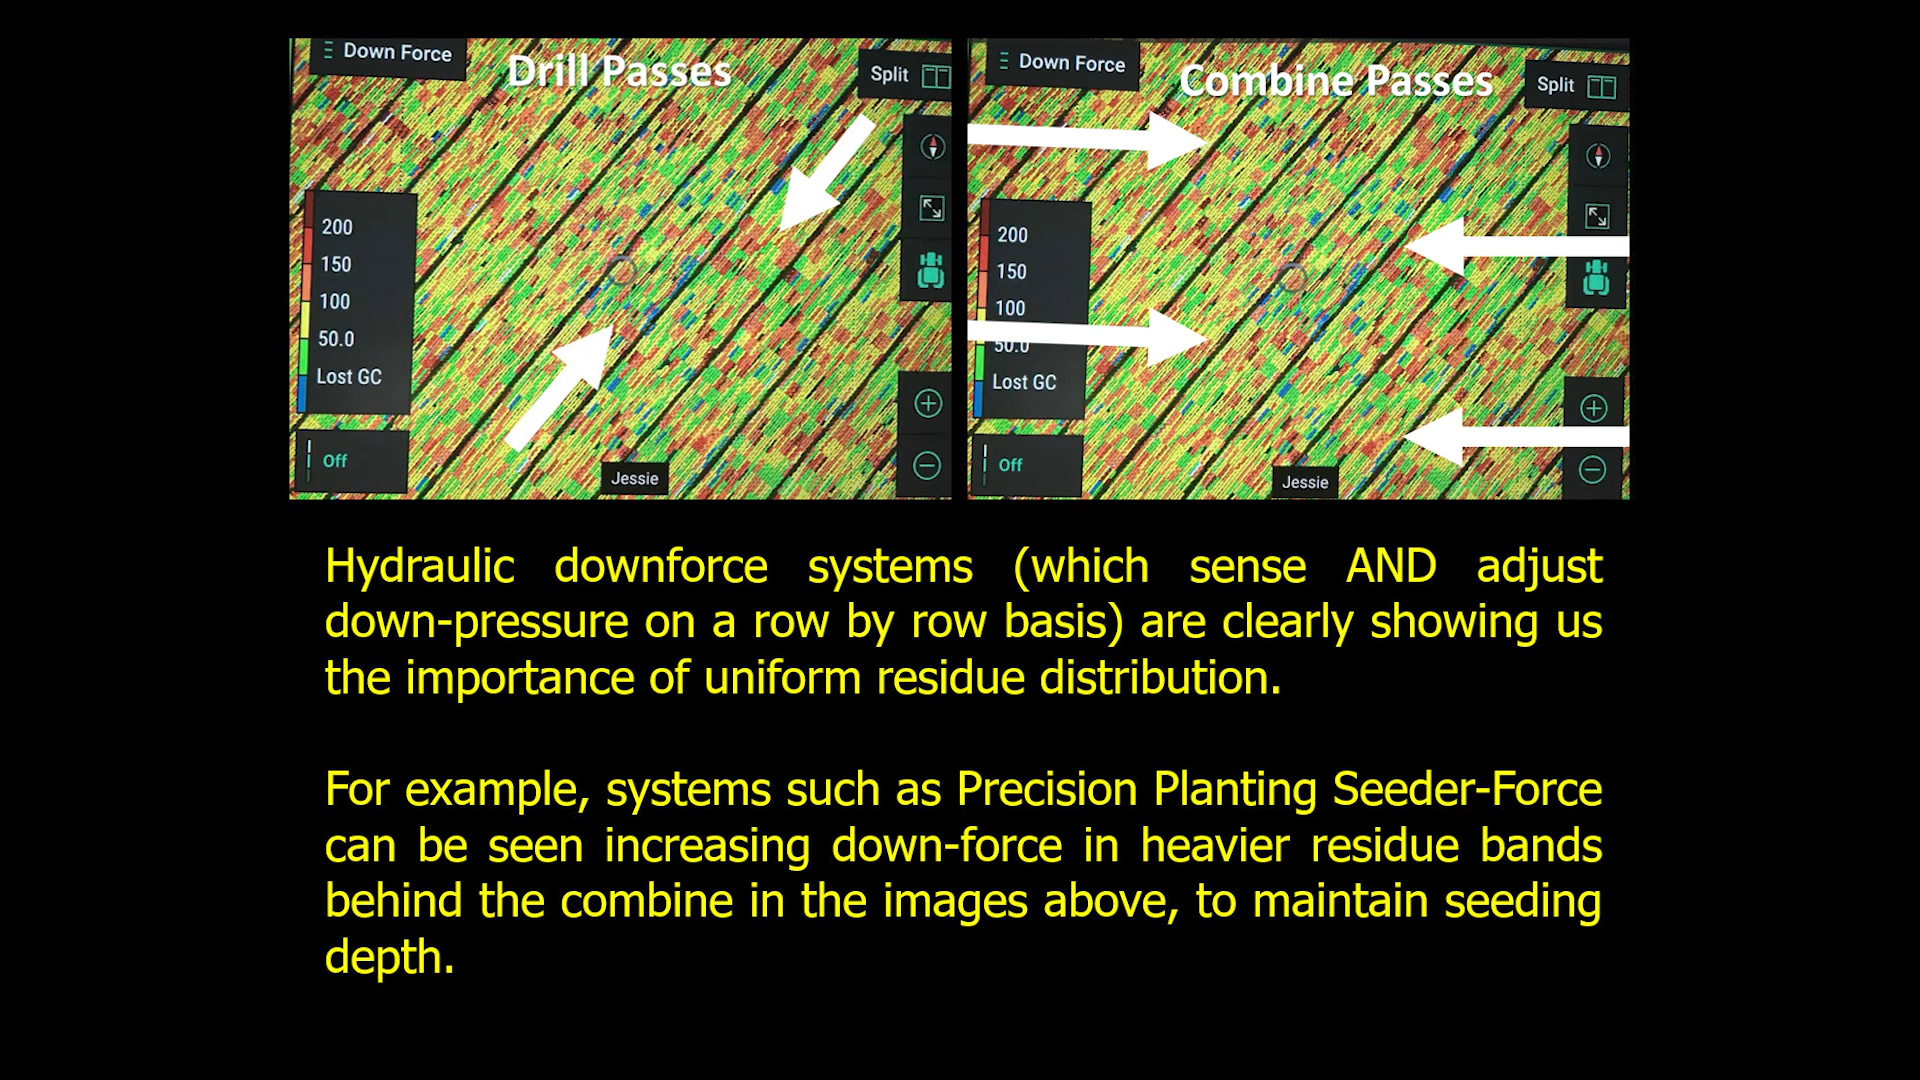 Down Force
Drill Passes
Split
200
150
100
50.0
Lost GC
Off
Jessie
Down Force
Combine Passes
Split
200
150
100
50.0
Lost GC
Off
Jessie
Hydraulic downforce systems (which sense AND adjust
down-pressure on a row by row basis) are clearly showing us
the importance of uniform residue distribution.
For example, systems such as Precision Planting Seeder-Force
can be seen increasing down-force in heavier residue bands
behind the combine in the images above, to maintain seeding
depth.